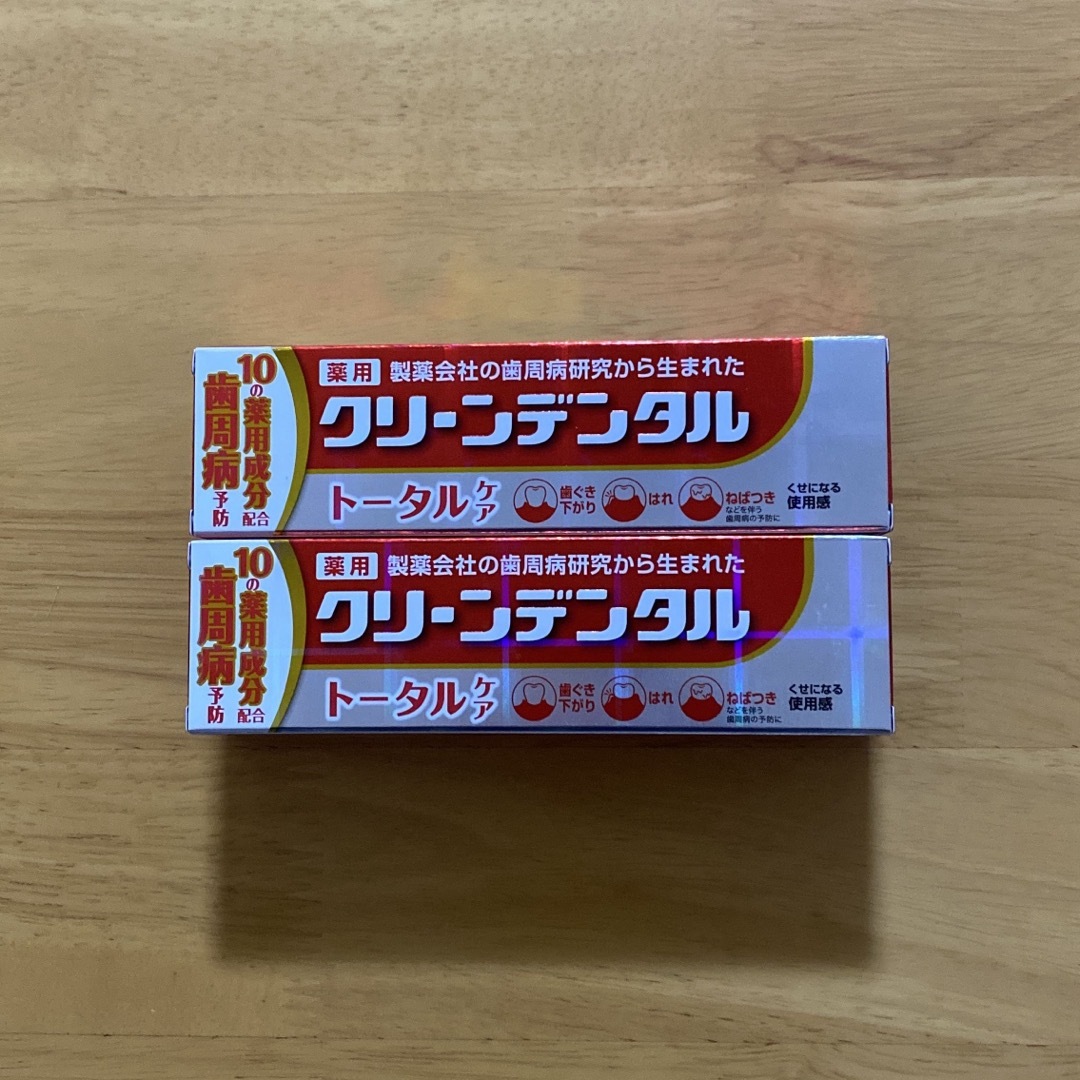 10の薬用成分配合
歯周病予防
薬用 製薬会社の歯周病研究から生まれた
クリーンデンタル
トータルケア
歯ぐき
下がり
はれ
ねばつき
などを伴う
歯周病の予防に
くせになる
使用感
10の薬用成分配合
歯周病予防
薬用 製薬会社の歯周病研究から生まれた
クリーンデンタル
トータルケア
歯ぐき
下がり
はれ
ねばつき
などを伴う
歯周病の予防に
くせになる
使用感